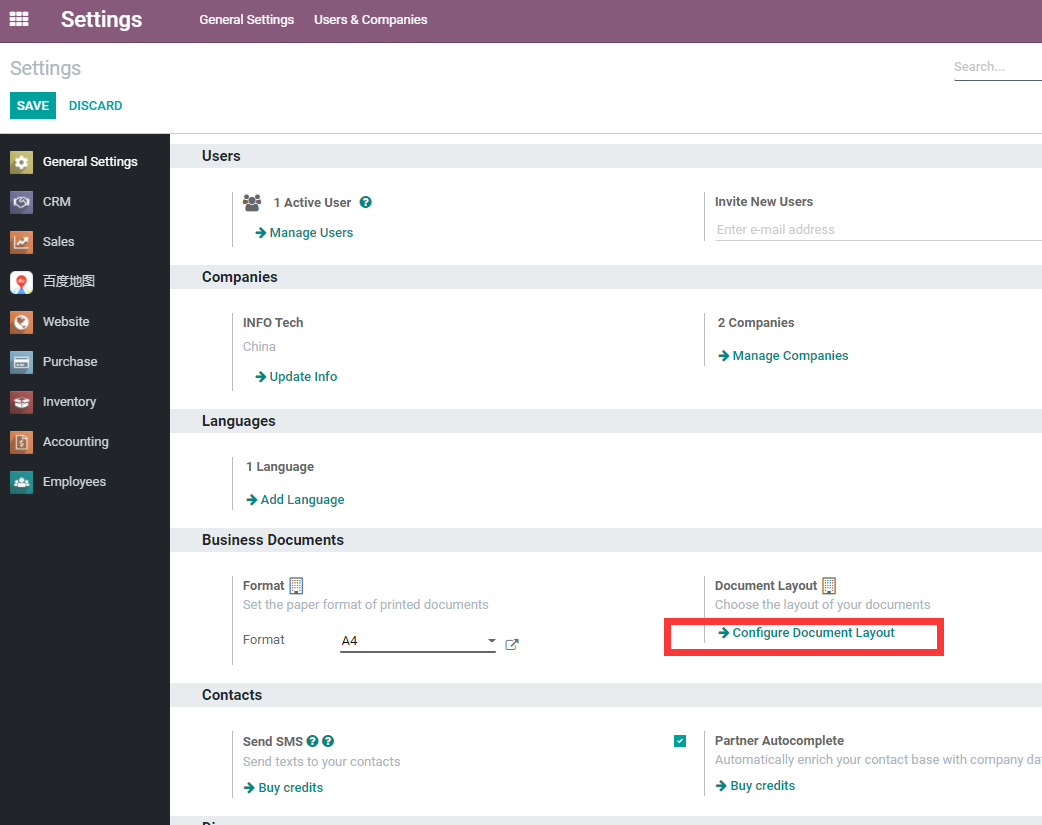 Settings General Settings Users & Companies
Settings
Search...
SAVE DISCARD
General Settings
CRM
Sales
百度地图
Website
Purchase
Inventory
Accounting
Employees
Users
1 Active User
Manage Users
Invite New Users
Enter e-mail address
Companies
INFO Tech
China
Update Info
2 Companies
Manage Companies
Languages
1 Language
Add Language
Business Documents
Format
Set the paper format of printed documents
Format A4
Document Layout
Choose the layout of your documents
Configure Document Layout
Contacts
Send SMS
Send texts to your contacts
Buy credits
Partner Autocomplete
Automatically enrich your contact base with company da
Buy credits